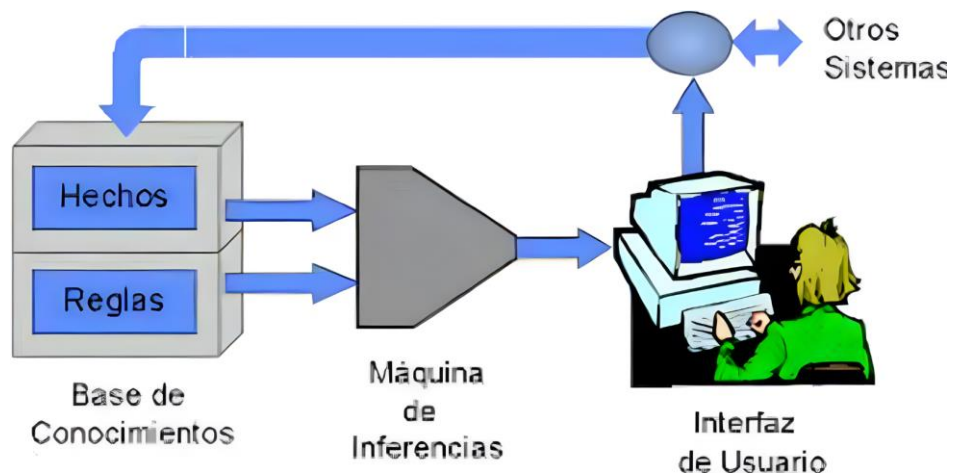 Otros
Sistemas
Hechos
Reglas
Base de
Conocimientos
Máquina
de
Inferencias
Interfaz
de Usuario